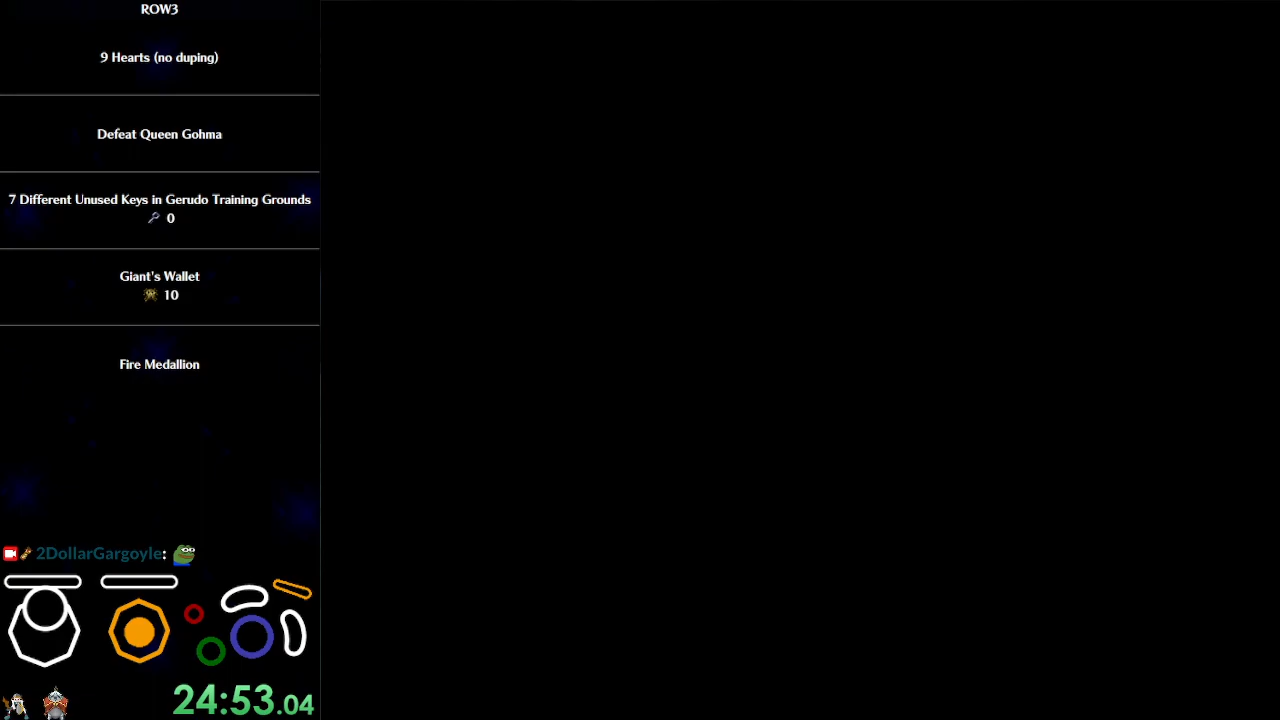 ROW3
9 Hearts (no duping)
Defeat Queen Gohma
7 Different Unused Keys in Gerudo Training Grounds
0
Giant's Wallet
10
Fire Medallion
2DollarGargoyle:
24:53.04